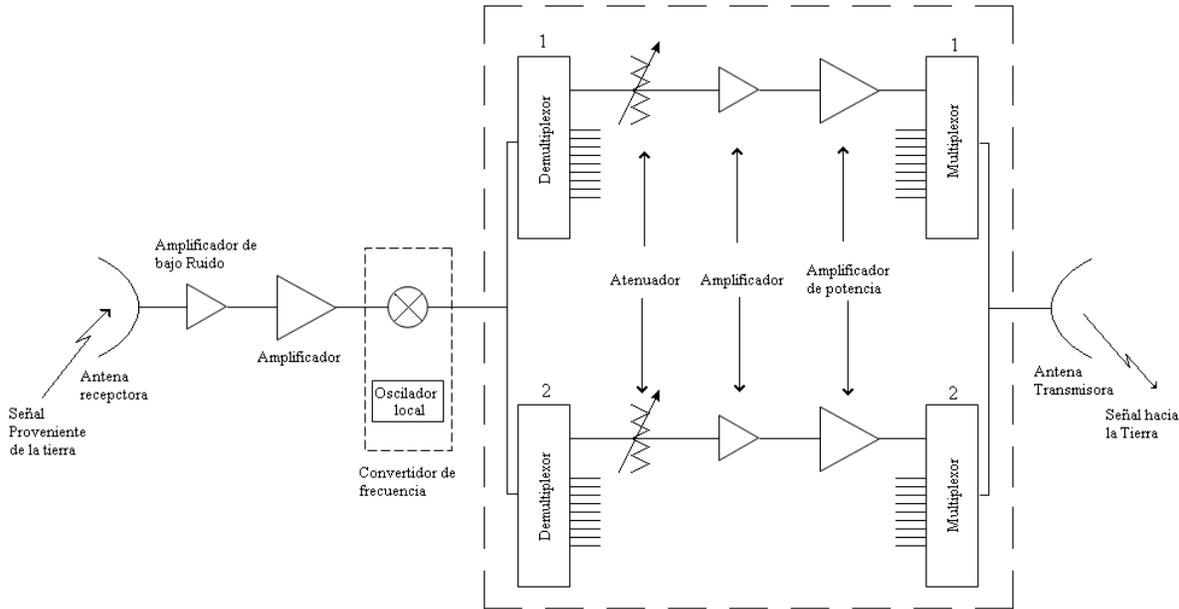 1
1
Demultiplexor
Multiplexor
Amplificador de
bajo Ruido
Atenuador
Amplificador
Amplificador
de potencia
Amplificador
Antena
recepctora
Oscilador
local
Señal
Proveniente
de la tierra
Convertidor de
frecuencia
2
2
Demultiplexor
Multiplexor
Antena
Transmisora
Señal hacia
la Tierra